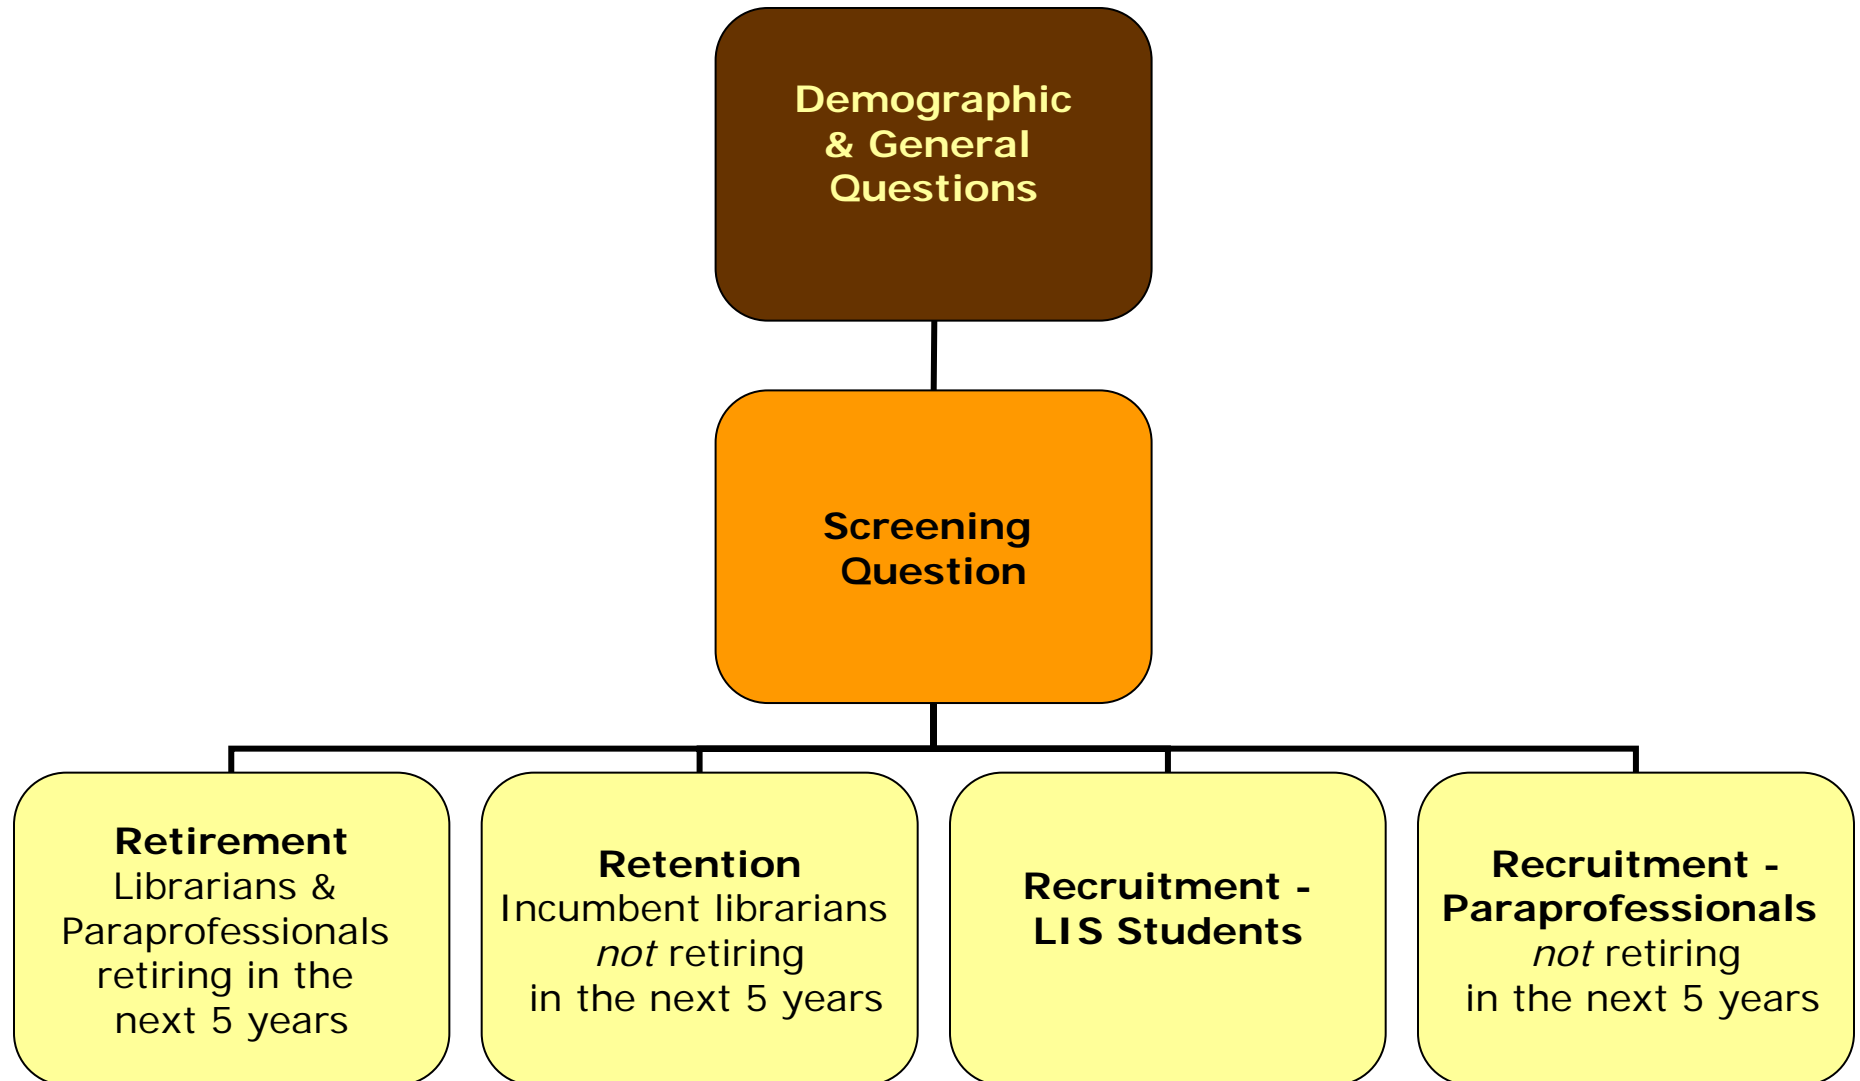 Demographic
& General
Questions
Screening
Question
Retirement
Librarians &
Paraprofessionals
retiring in the
next 5 years
Retention
Incumbent librarians
not retiring
in the next 5 years
Recruitment -
LIS Students
Recruitment -
Paraprofessionals
not retiring
in the next 5 years